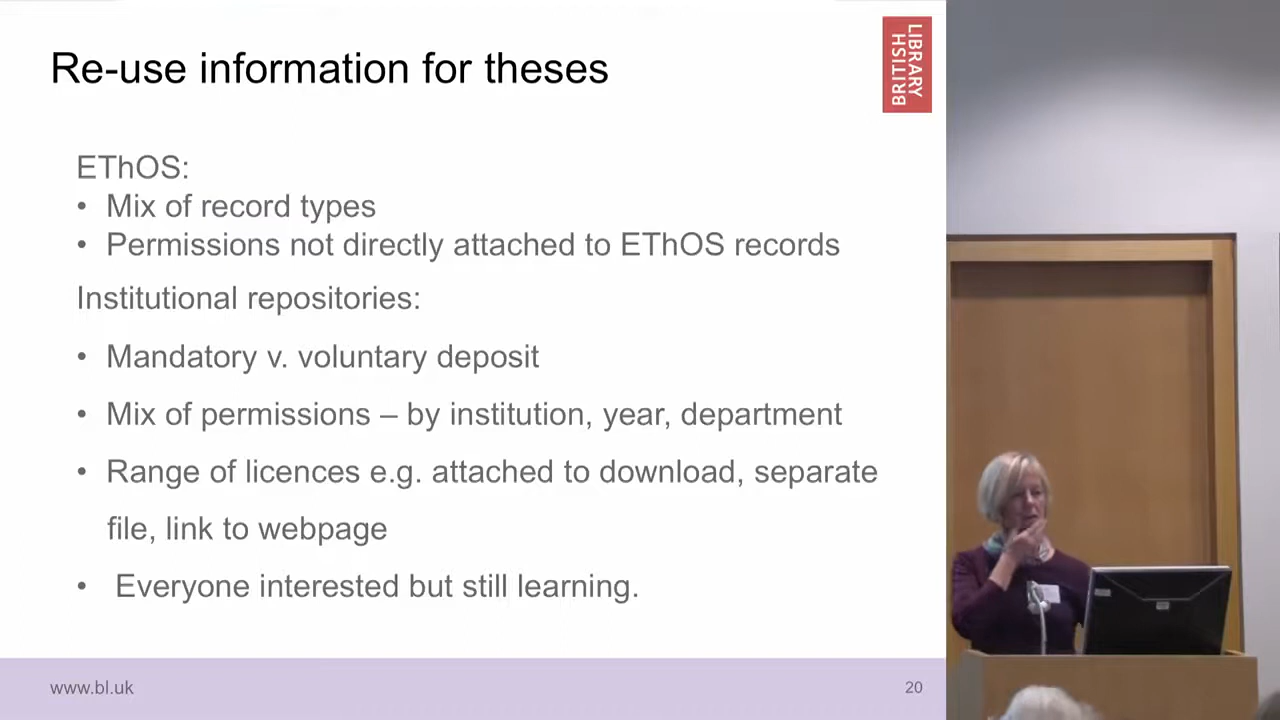 Re-use information for theses
BRITISH
LIBRARY
EThOS:
• Mix of record types
• Permissions not directly attached to EThOS records
Institutional repositories:
• Mandatory v. voluntary deposit
• Mix of permissions – by institution, year, department
• Range of licences e.g. attached to download, separate
file, link to webpage
• Everyone interested but still learning.
www.bl.uk
20